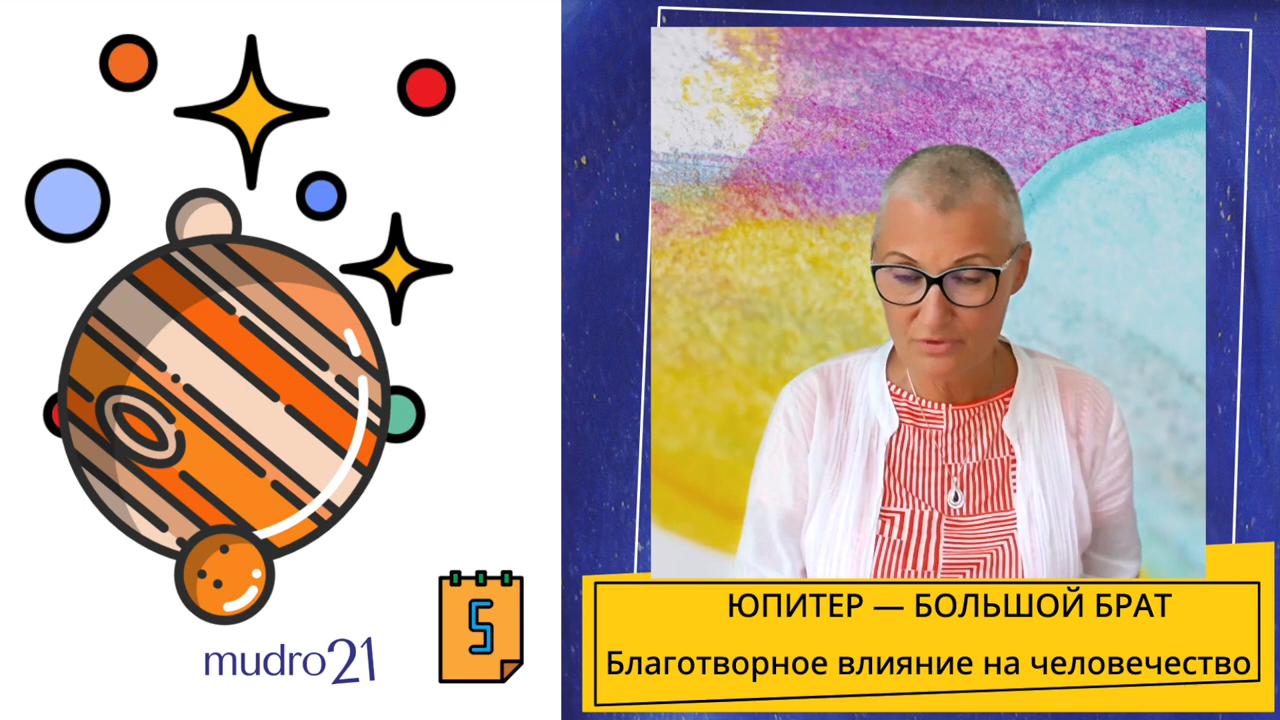 mudro21
5
ЮПИТЕР — БОЛЬШОЙ БРАТ
Благотворное влияние на человечество